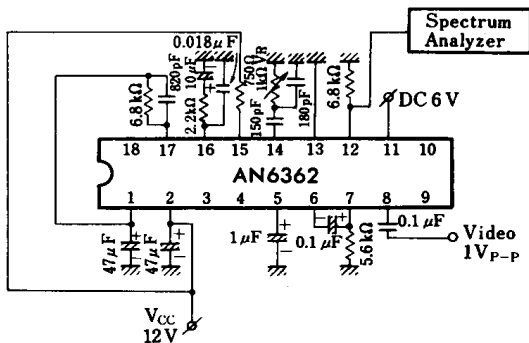 Spectrum
Analyzer
0.018μF
820pF
6.8kΩ
10μF
2.2kΩ
750Ω
1kΩ VR
150pF
180pF
6.8kΩ
DC 6V
18 17 16 15 14 13 12 11 10
AN6362
1 2 3 4 5 6 7 8 9
47μF
47μF
1μF
0.1μF
5.6kΩ
0.1μF
Video
1V_P-P
V_CC
12V